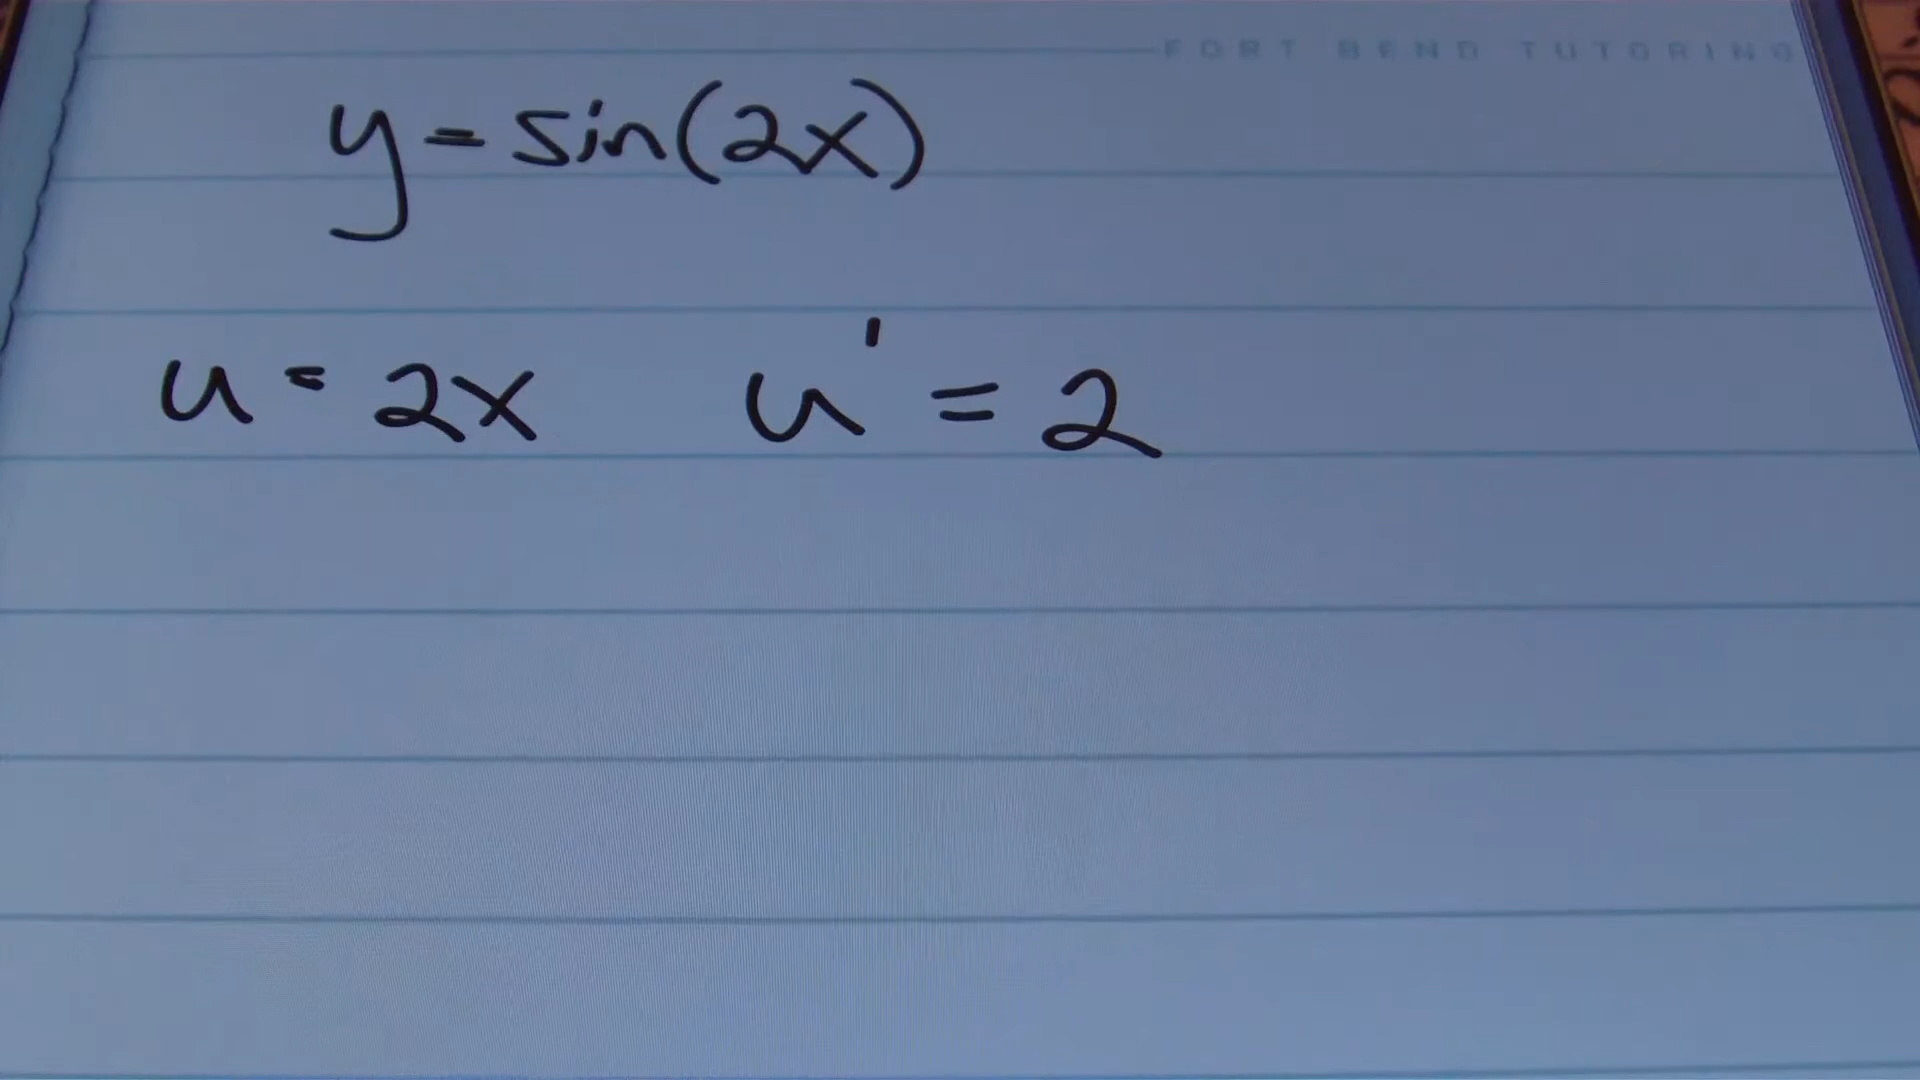 FORT BEND TUTORING
y = sin(2x)
u = 2x u' = 2